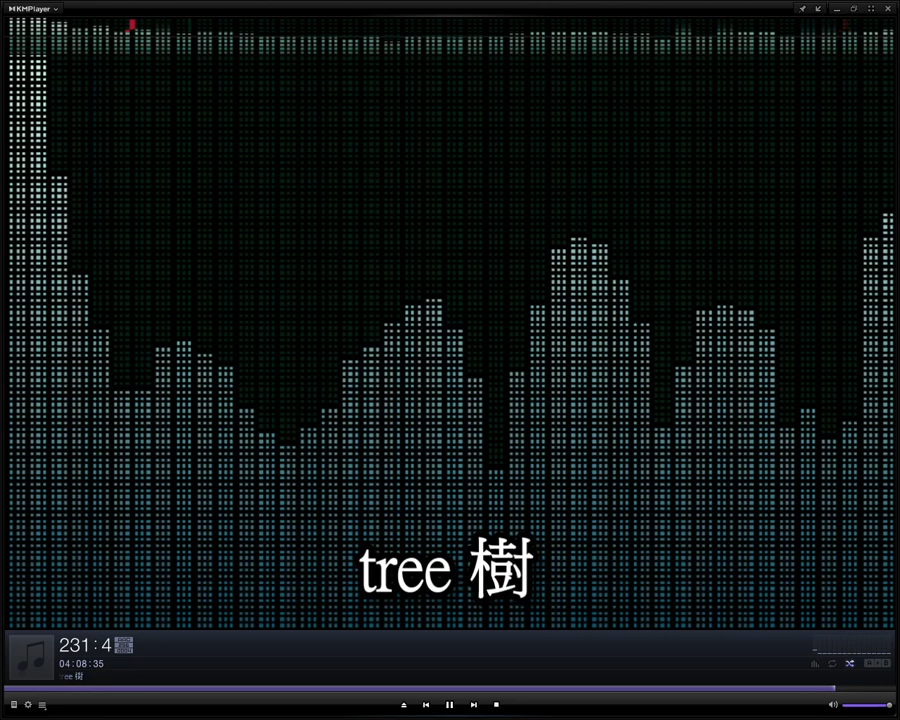 KMPlayer
tree 樹
231:4
04:08:35
tree 樹
A B